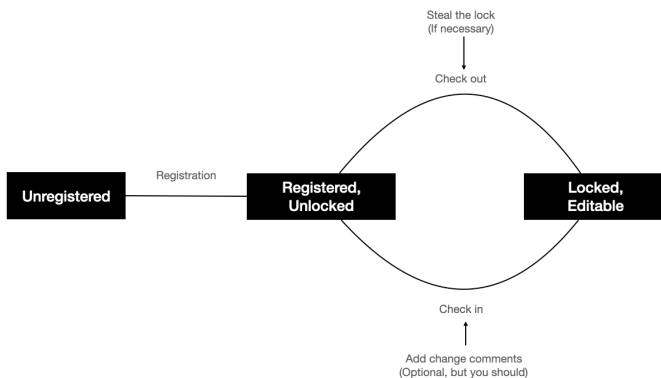 Steal the lock
(If necessary)
Check out
Registration
Unregistered
Registered,
Unlocked
Locked,
Editable
Check in
Add change comments
(Optional, but you should)